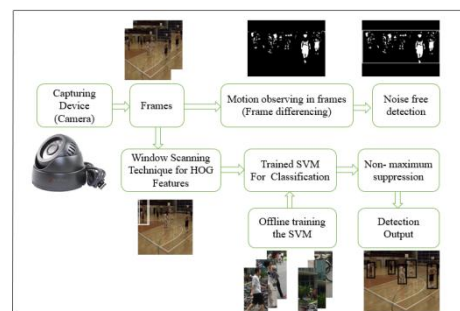 Capturing
Device
(Camera)
Frames
Motion observing in frames
(Frame differencing)
Noise free
detection
Window Scanning
Technique for HOG
Features
Trained SVM
For Classification
Non- maximum
suppression
Offline training
the SVM
Detection
Output